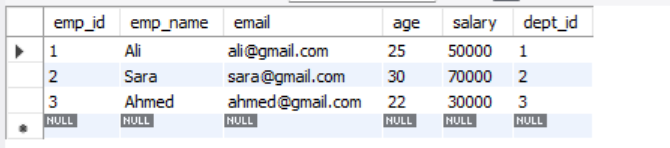 emp_id emp_name email age salary dept_id
1 Ali ali@gmail.com 25 50000 1
2 Sara sara@gmail.com 30 70000 2
3 Ahmed ahmed@gmail.com 22 30000 3
NULL NULL NULL NULL NULL NULL